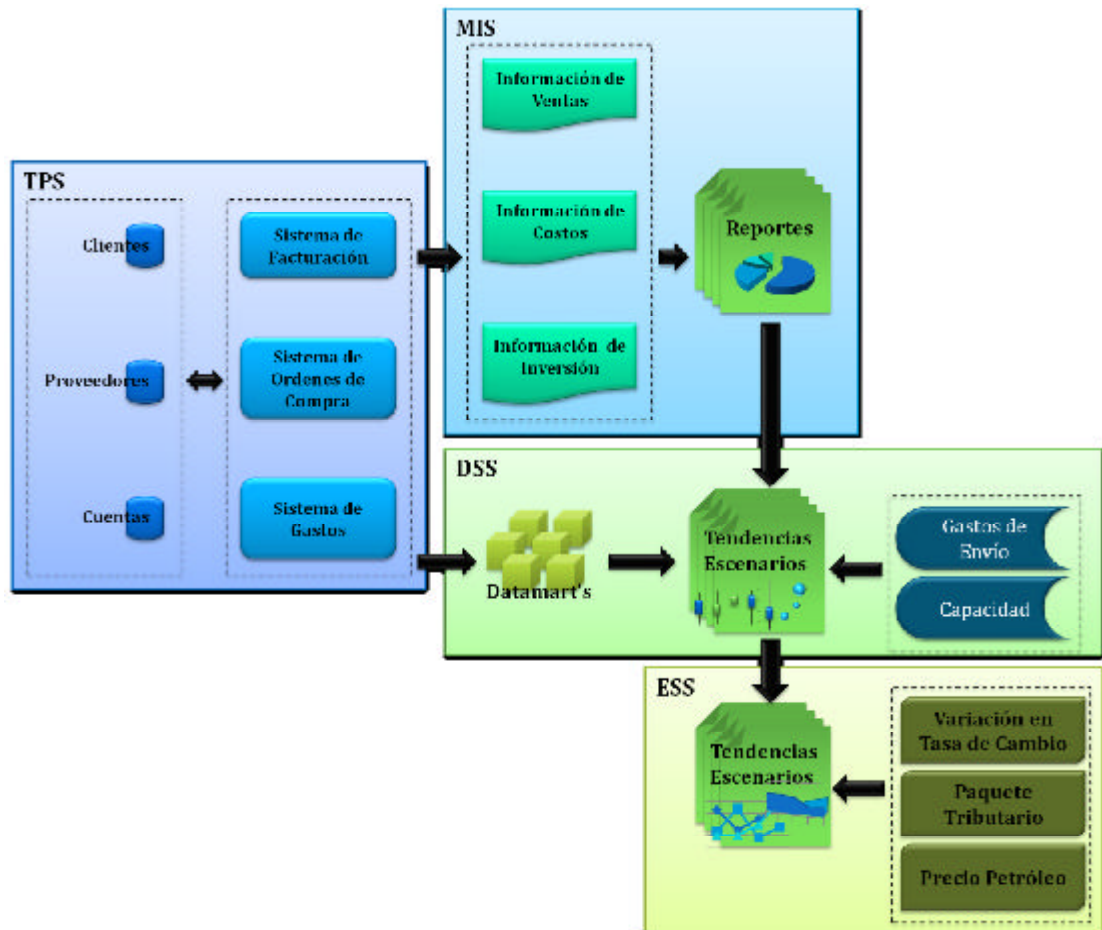 MIS
Información de
Ventas
Información de
Costos
Información de
Inversión
Reportes
TPS
Clientes
Proveedores
Cuentas
Sistema de
Facturación
Sistema de
Ordenes de
Compra
Sistema de
Gastos
DSS
Datamart's
Tendencias
Escenarios
Gastos de
Envío
Capacidad
ESS
Tendencias
Escenarios
Variación en
Tasa de Cambio
Paquete
Tributario
Precio Petróleo